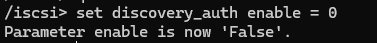 /iscsi> set discovery_auth enable = 0
Parameter enable is now 'False'.